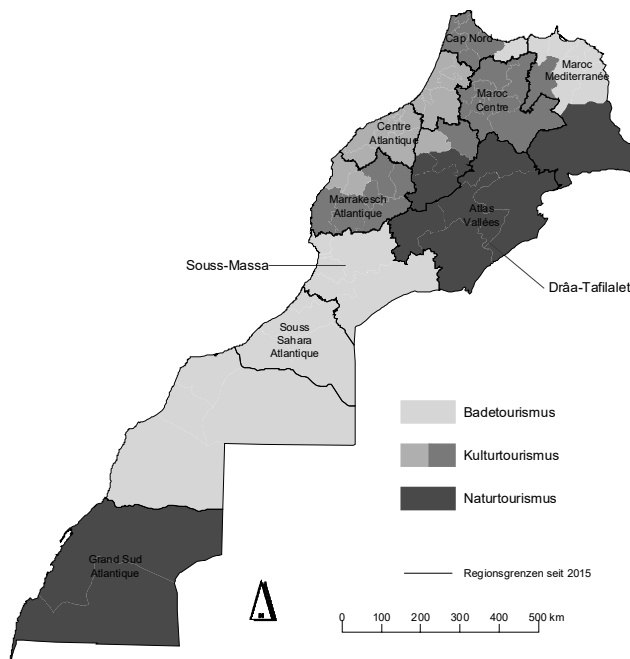 Cap Nord
Maroc
Mediterranée
Maroc
Centre
Centre
Atlantique
Marrakesch
Atlantique
Atlas
Vallées
Souss-Massa
Drâa-Tafilalet
Souss
Sahara
Atlantique
Badetourismus
Kulturtourismus
Naturtourismus
Grand Sud
Atlantique
Regionsgrenzen seit 2015
0 100 200 300 400 500 km